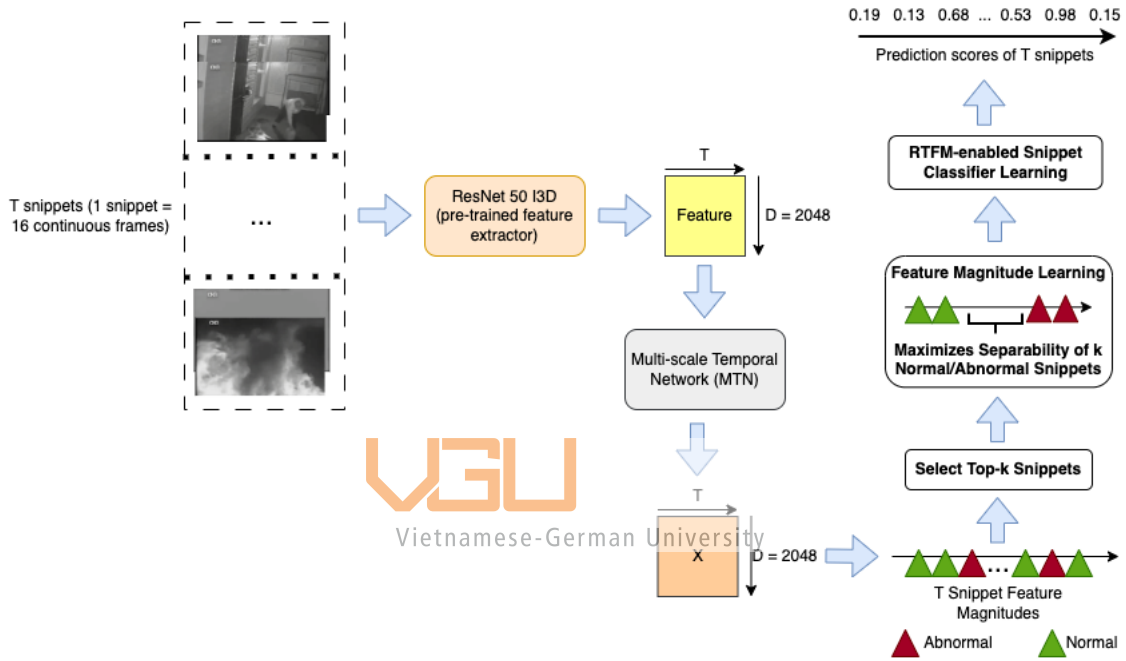 0.19 0.13 0.68 ... 0.53 0.98 0.15
Prediction scores of T snippets
RTFM-enabled Snippet
Classifier Learning
T snippets (1 snippet =
16 continuous frames)
...
ResNet 50 I3D
(pre-trained feature
extractor)
T
Feature
D = 2048
Multi-scale Temporal
Network (MTN)
Feature Magnitude Learning
Maximizes Separability of k
Normal/Abnormal Snippets
Select Top-k Snippets
VGU
Vietnamese-German University
T
X
D = 2048
...
T Snippet Feature
Magnitudes
Abnormal
Normal